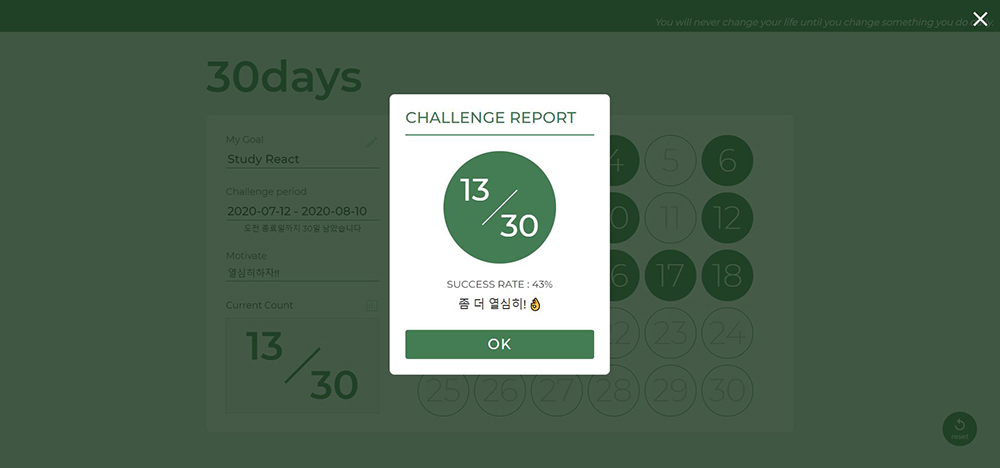 You will never change your life until you change something you do
30days
My Goal
Study React
Challenge period
2020-07-12 - 2020-08-10
도전 종료일까지 30일 남았습니다
Motivate
열심히하자!!
Current Count
13/30
CHALLENGE REPORT
13/30
SUCCESS RATE : 43%
좀 더 열심히!👌
OK
4 5 6
11 12
17 18
22 23 24
25 26 27 28 29 30
reset